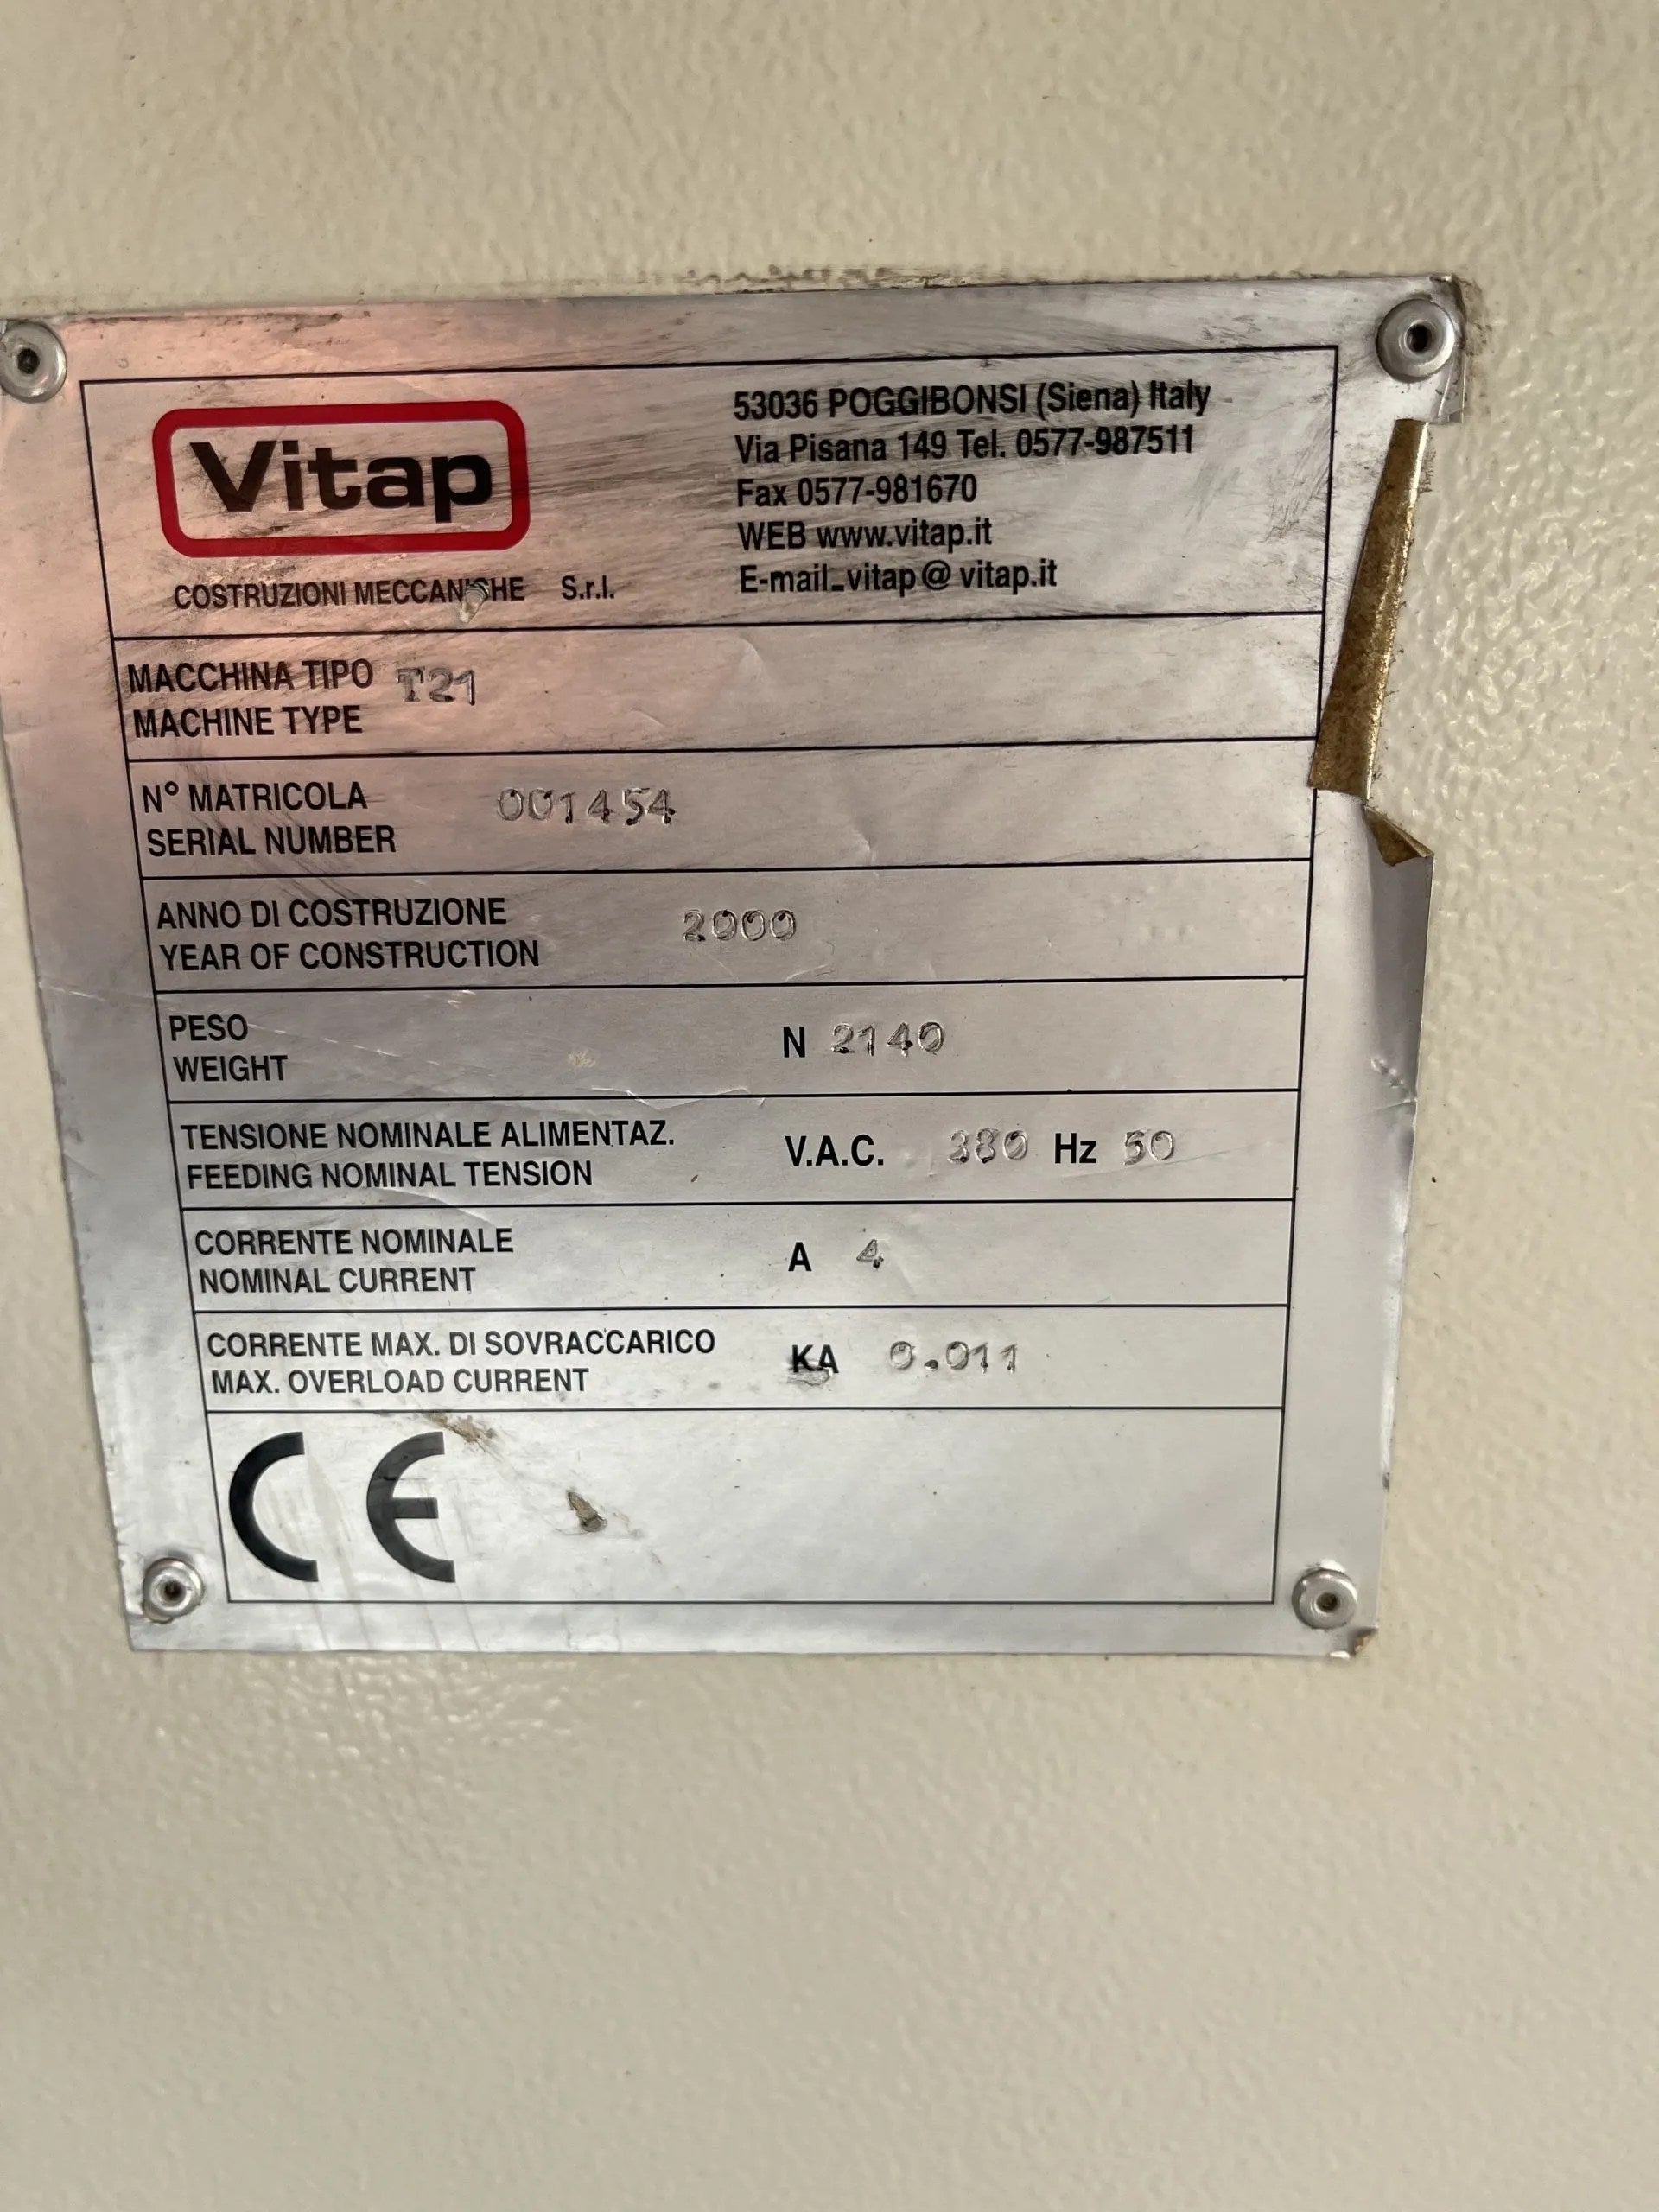 Vitap
COSTRUZIONI MECCANICHE S.r.l.
53036 POGGIBONSI (Siena) Italy
Via Pisana 149 Tel. 0577-987511
Fax 0577-981670
WEB www.vitap.it
E-mail_vitap@vitap.it
MACCHINA TIPO T21
MACHINE TYPE
N° MATRICOLA 001454
SERIAL NUMBER
ANNO DI COSTRUZIONE 2000
YEAR OF CONSTRUCTION
PESO N 2140
WEIGHT
TENSIONE NOMINALE ALIMENTAZ. V.A.C. 380 Hz 50
FEEDING NOMINAL TENSION
CORRENTE NOMINALE A 4
NOMINAL CURRENT
CORRENTE MAX. DI SOVRACCARICO KA 0.011
MAX. OVERLOAD CURRENT
CE